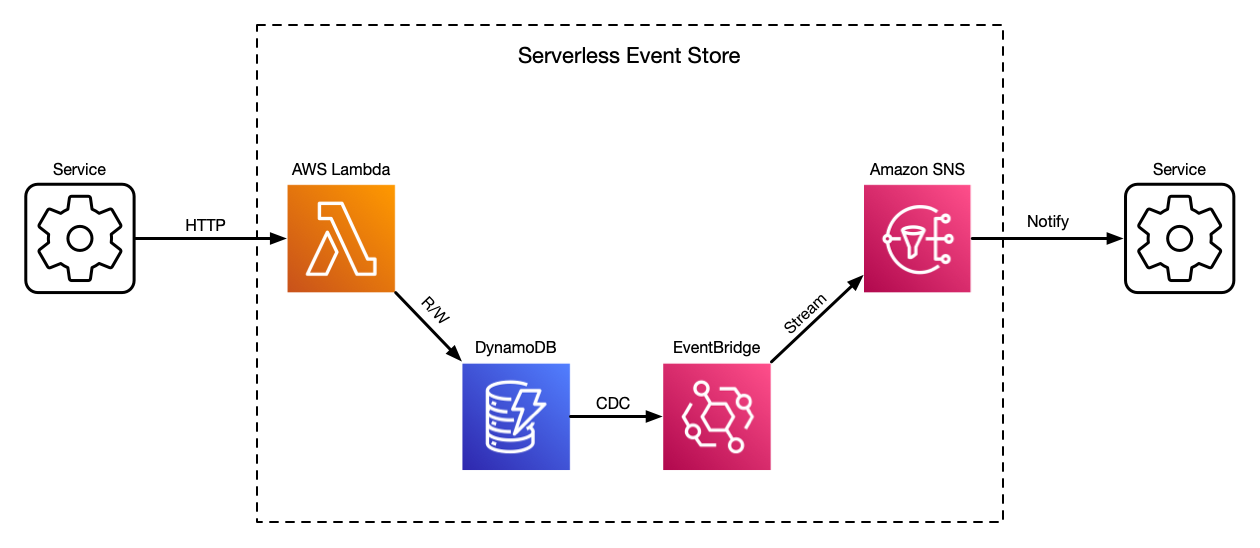 Serverless Event Store
Service
AWS Lambda
Amazon SNS
Service
HTTP
Notify
R/W
Stream
DynamoDB
EventBridge
CDC